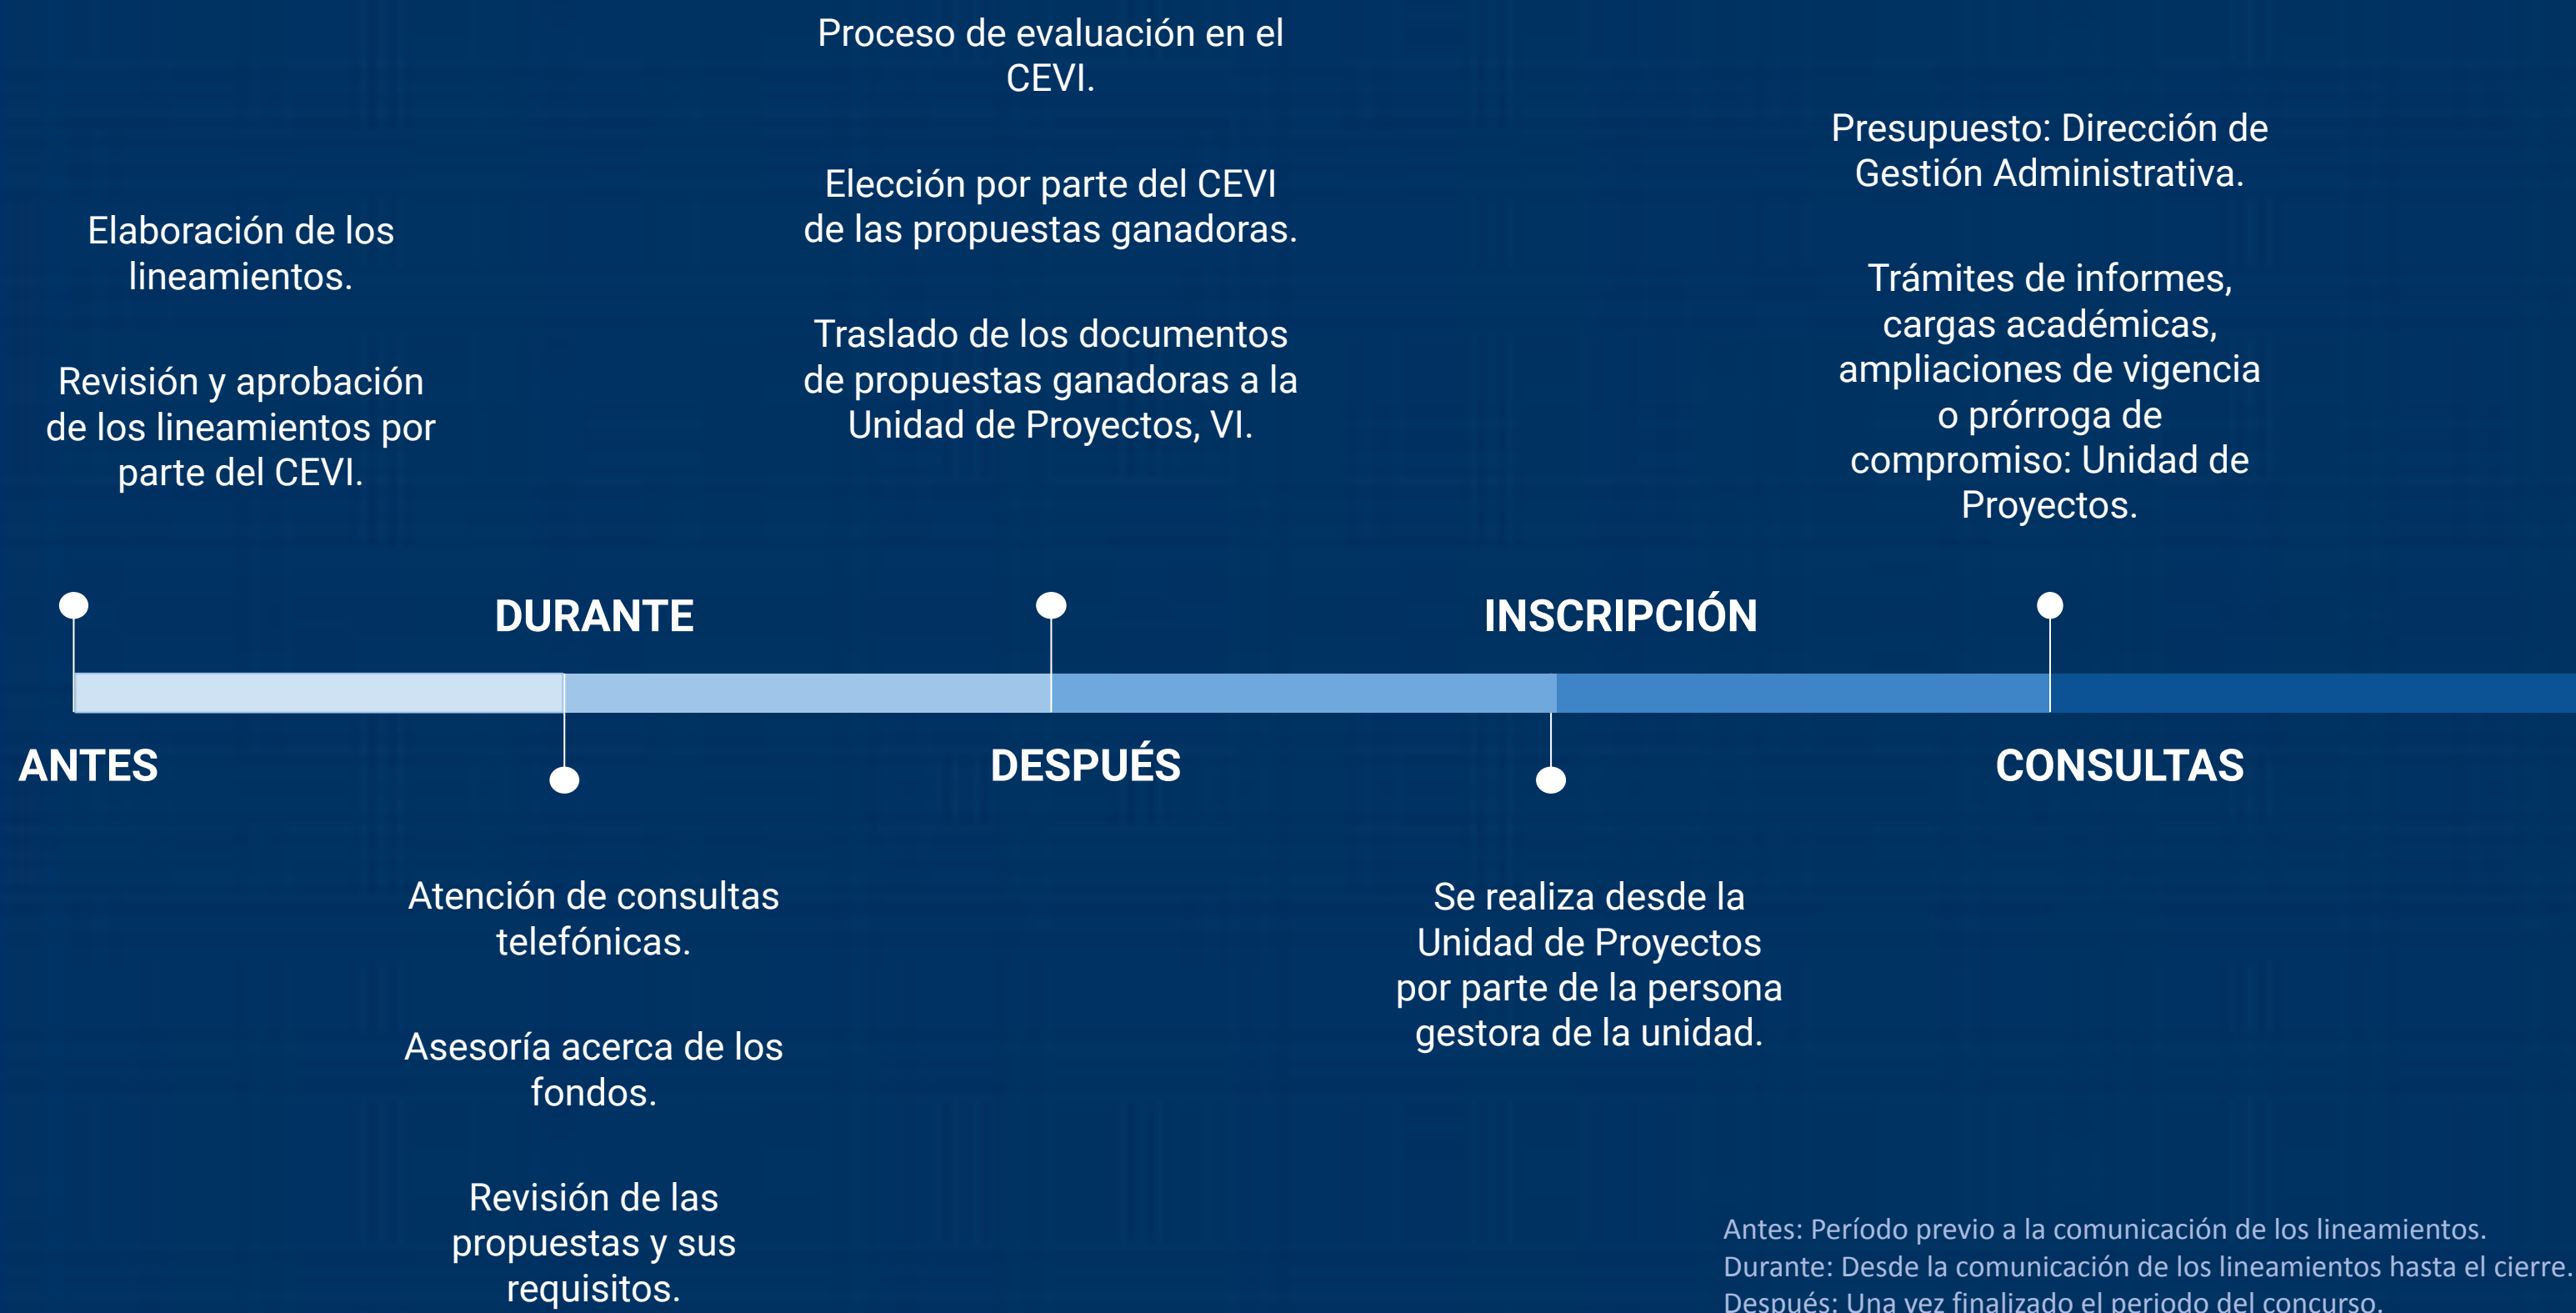 Elaboración de los
lineamientos.
Revisión y aprobación
de los lineamientos por
parte del CEVI.
ANTES
DURANTE
Atención de consultas
telefónicas.
Asesoría acerca de los
fondos.
Revisión de las
propuestas y sus
requisitos.
Proceso de evaluación en el
CEVI.
Elección por parte del CEVI
de las propuestas ganadoras.
Traslado de los documentos
de propuestas ganadoras a la
Unidad de Proyectos, VI.
DESPUÉS
INSCRIPCIÓN
Se realiza desde la
Unidad de Proyectos
por parte de la persona
gestora de la unidad.
Presupuesto: Dirección de
Gestión Administrativa.
Trámites de informes,
cargas académicas,
ampliaciones de vigencia
o prórroga de
compromiso: Unidad de
Proyectos.
CONSULTAS
Antes: Período previo a la comunicación de los lineamientos.
Durante: Desde la comunicación de los lineamientos hasta el cierre.
Después: Una vez finalizado el periodo del concurso.